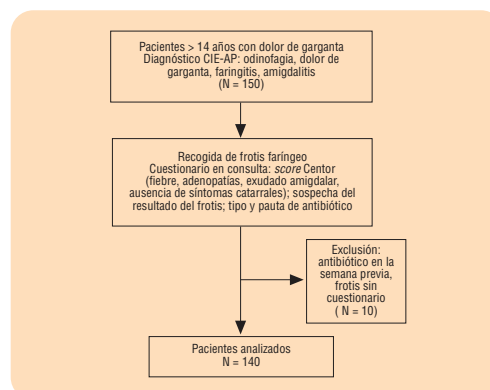 Pacientes > 14 años con dolor de garganta
Diagnóstico CIE-AP: odinofagia, dolor de
garganta, faringítis, amigdalitis
(N = 150)
Recogida de frotis faríngeo
Cuestionario en consulta: score Centor
(fiebre, adenopatías, exudado amigdalar,
ausencia de síntomas catarrales); sospecha del
resultado del frotis; tipo y pauta de antibiótico
Exclusión:
antibiótico en la
semana previa,
frotis sin
cuestionario
( N = 10)
Pacientes analizados
N = 140